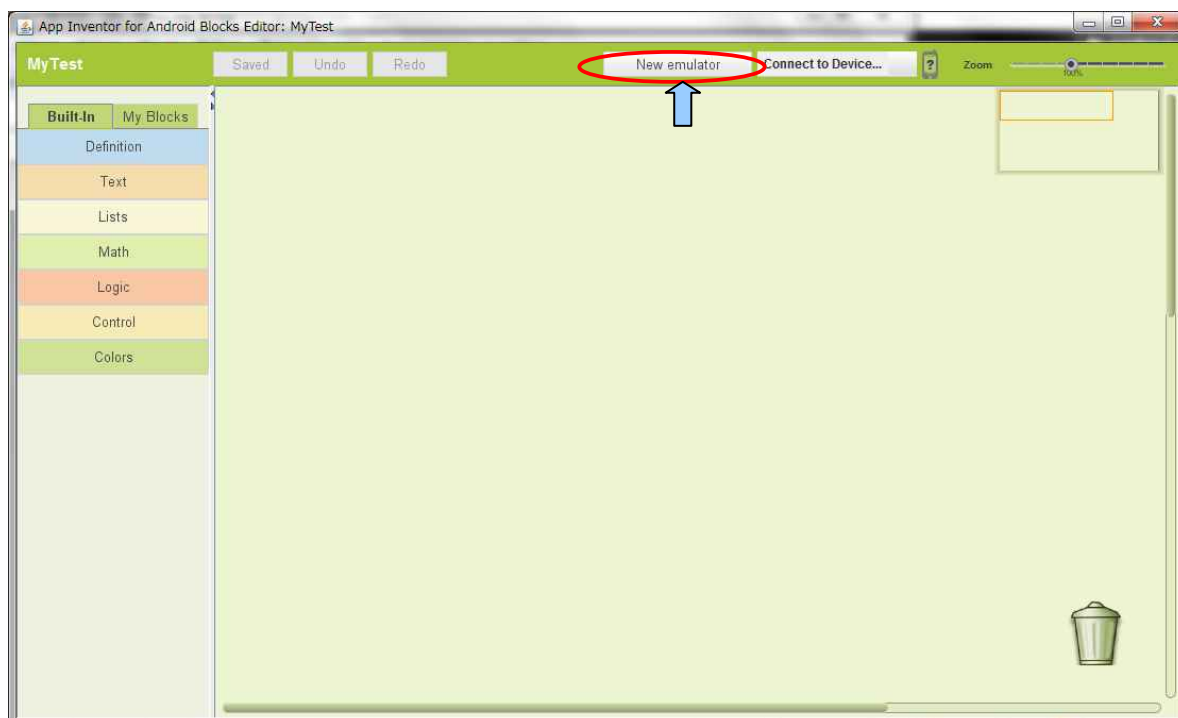 App Inventor for Android Blocks Editor: MyTest
MyTest Saved Undo Redo New emulator Connect to Device... ? Zoom 100%
Built-In My Blocks
Definition
Text
Lists
Math
Logic
Control
Colors